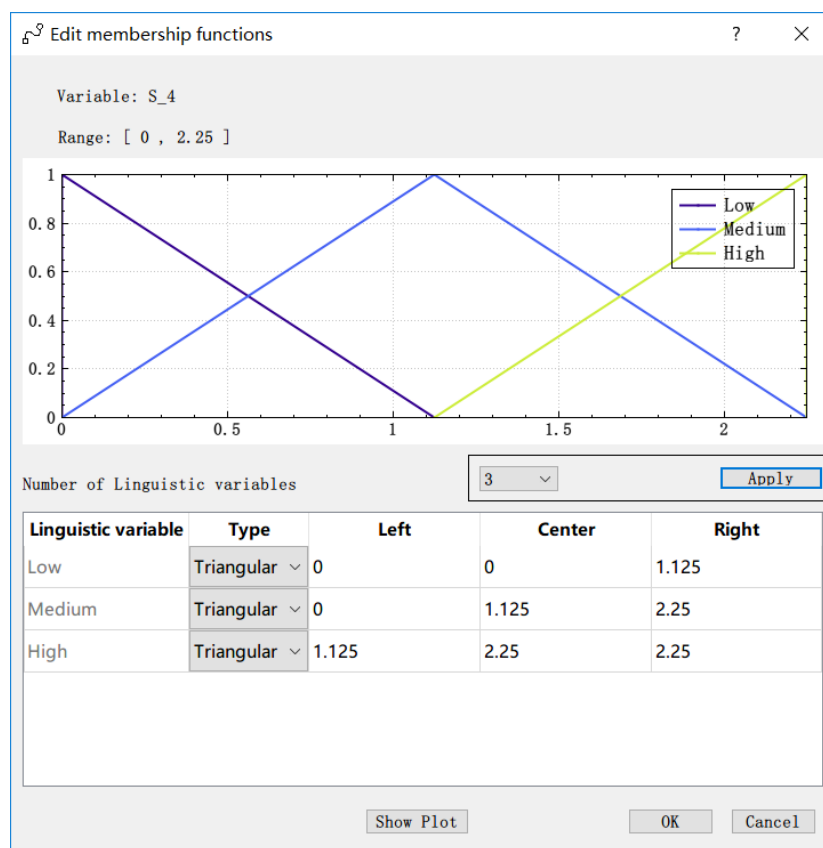 Edit membership functions ?
Variable: S_4
Range: [ 0 , 2.25 ]
1
0.8
0.6
0.4
0.2
0
0 0.5 1 1.5 2
Low
Medium
High
Number of Linguistic variables 3 Apply
Linguistic variable Type Left Center Right
Low Triangular 0 0 1.125
Medium Triangular 0 1.125 2.25
High Triangular 1.125 2.25 2.25
Show Plot OK Cancel